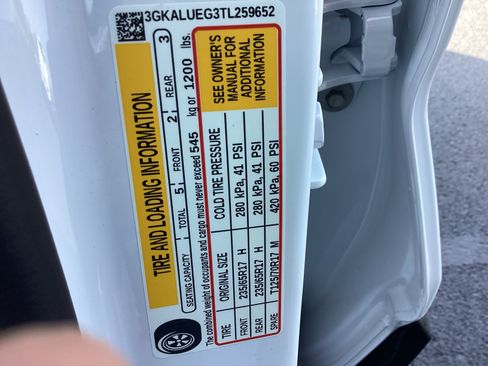 3GKALUEG3TL259652
TIRE AND LOADING INFORMATION
SEATING CAPACITY | TOTAL 5 | FRONT 2 | REAR 3
The combined weight of occupants and cargo must never exceed 545 kg or 1200 lbs.
TIRE ORIGINAL SIZE COLD TIRE PRESSURE
FRONT 235/65R17 H 280 kPa, 41 PSI
REAR 235/65R17 H 280 kPa, 41 PSI
SPARE T125/70R17 M 420 kPa, 60 PSI
SEE OWNER'S
MANUAL FOR
ADDITIONAL
INFORMATION